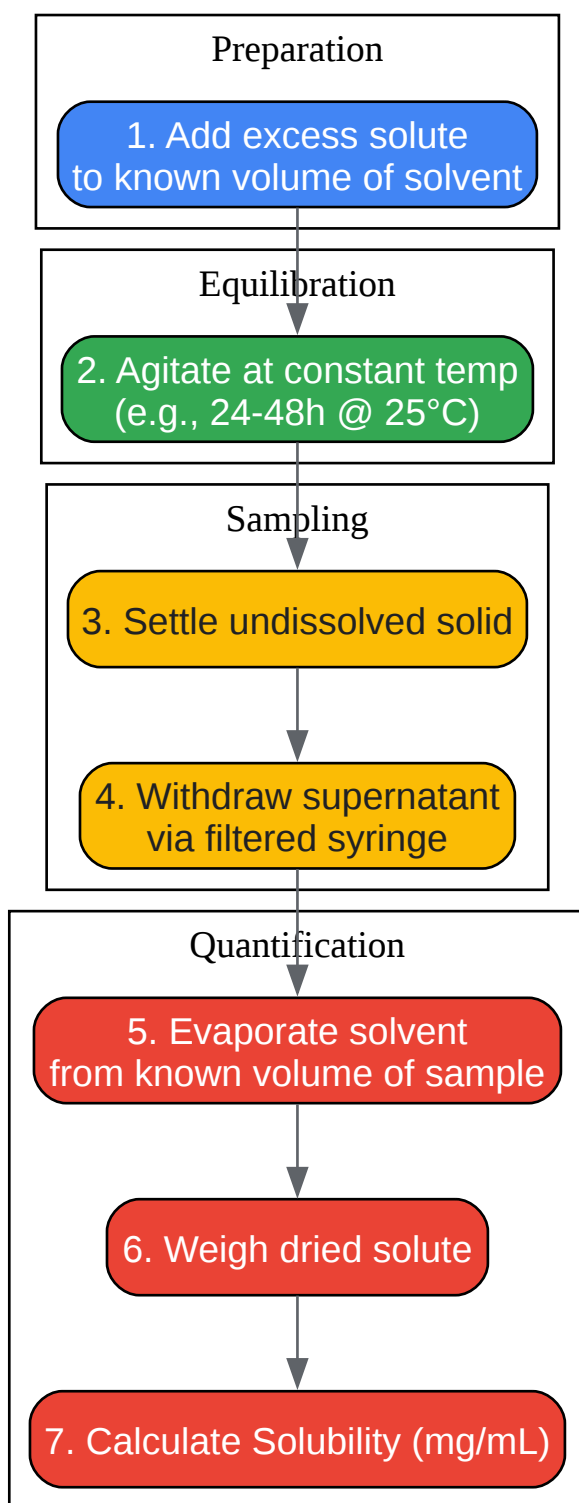 Preparation
1. Add excess solute
to known volume of solvent
Equilibration
2. Agitate at constant temp
(e.g., 24-48h @ 25°C)
Sampling
3. Settle undissolved solid
4. Withdraw supernatant
via filtered syringe
Quantification
5. Evaporate solvent
from known volume of sample
6. Weigh dried solute
7. Calculate Solubility (mg/mL)